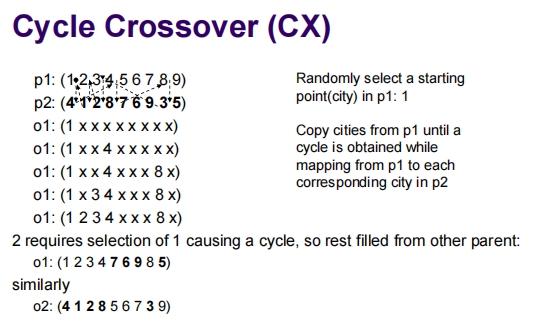 Cycle Crossover (CX)
p1: (1 2 3 4 5 6 7 8 9)
p2: (4 1 2 8 7 6 9 3 5)
o1: (1 x x x x x x x x)
o1: (1 x x 4 x x x x x)
o1: (1 x x 4 x x x 8 x)
o1: (1 x 3 4 x x x 8 x)
o1: (1 2 3 4 x x x 8 x)
Randomly select a starting
point(city) in p1: 1
Copy cities from p1 until a
cycle is obtained while
mapping from p1 to each
corresponding city in p2
2 requires selection of 1 causing a cycle, so rest filled from other parent:
o1: (1 2 3 4 7 6 9 8 5)
similarly
o2: (4 1 2 8 5 6 7 3 9)